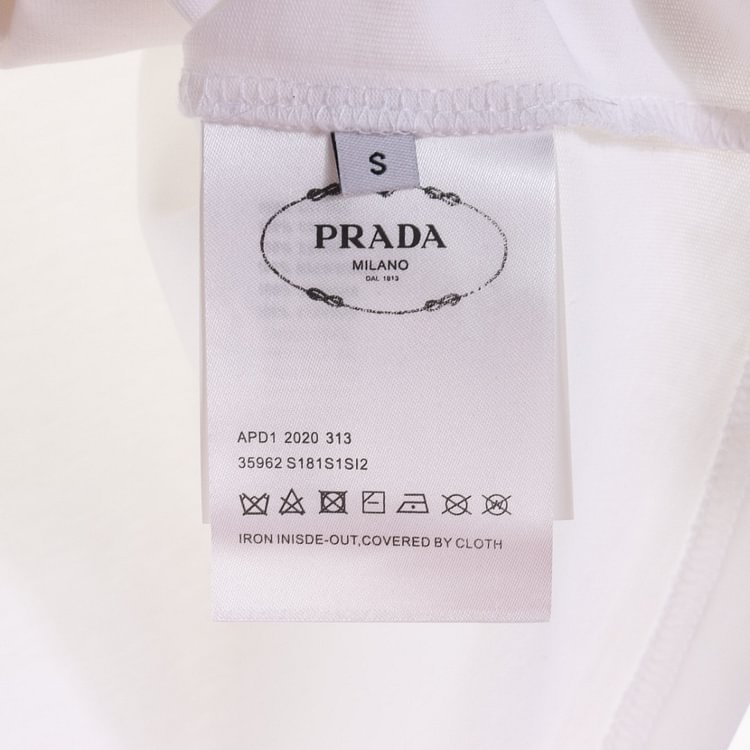 S
PRADA
MILANO
DAL 1913
APD1 2020 313
35962 S181S1SI2
W
IRON INISDE-OUT,COVERED BY CLOTH